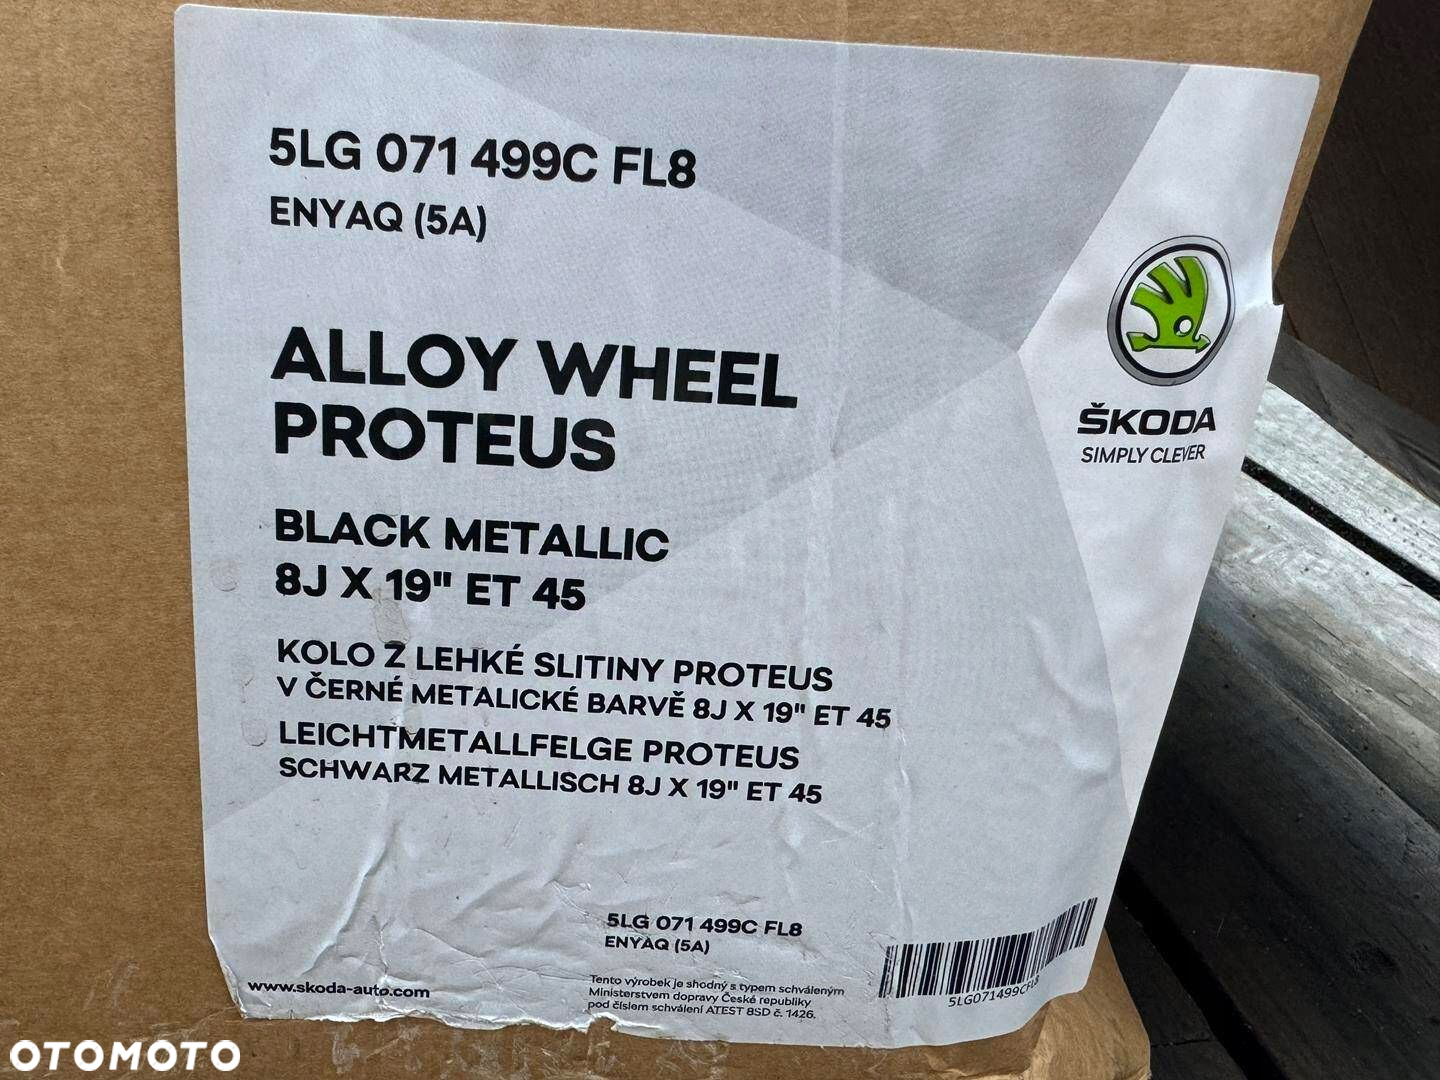 5LG 071 499C FL8
ENYAQ (5A)
ALLOY WHEEL
PROTEUS
BLACK METALLIC
8J X 19" ET 45
KOLO Z LEHKÉ SLITINY PROTEUS
V ČERNÉ METALICKÉ BARVĚ 8J X 19" ET 45
LEICHTMETALLFELGE PROTEUS
SCHWARZ METALLISCH 8J X 19" ET 45
ŠKODA
SIMPLY CLEVER
5LG 071 499C FL8
ENYAQ (5A)
www.skoda-auto.com
Tento výrobek je shodný s typem schváleným
Ministerstvem dopravy České republiky
pod číslem schválení ATEST 8SD č. 1426.
5LG071499CFL8
OTOMOTO